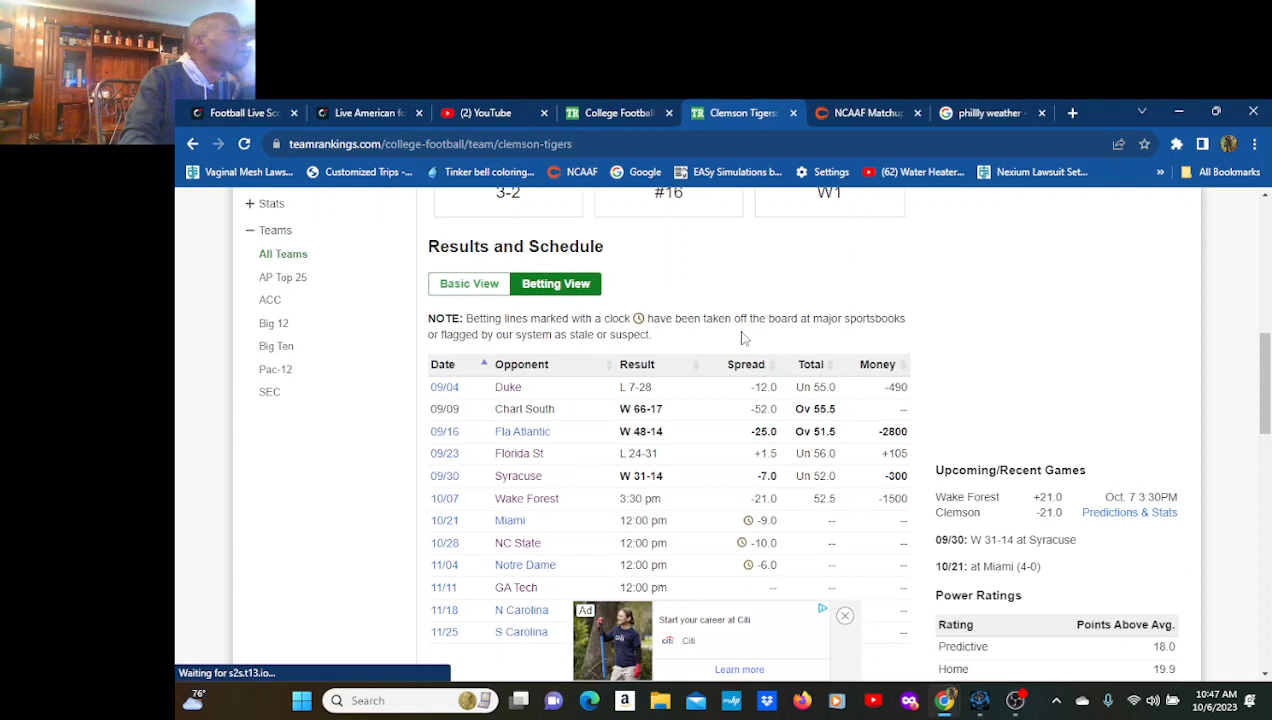 Football Live Sc
Live American fo
(2) YouTube
College Football
Clemson Tigers
NCAAF Matchup
phillly weather -
teamrankings.com/college-football/team/clemson-tigers
Vaginal Mesh Laws...
Customized Trips -...
Tinker bell coloring...
NCAAF
Google
EASy Simulations b...
Settings
(62) Water Heater...
Nexium Lawsuit Set...
»
All Bookmarks
3-2
#16
W1
+ Stats
− Teams
All Teams
AP Top 25
ACC
Big 12
Big Ten
Pac-12
SEC
Results and Schedule
Basic View
Betting View
NOTE: Betting lines marked with a clock have been taken off the board at major sportsbooks
or flagged by our system as stale or suspect.
Date Opponent Result Spread Total Money
09/04 Duke L 7-28 -12.0 Un 55.0 -490
09/09 Charl South W 66-17 -52.0 Ov 55.5 --
09/16 Fla Atlantic W 48-14 -25.0 Ov 51.5 -2800
09/23 Florida St L 24-31 +1.5 Un 56.0 +105
09/30 Syracuse W 31-14 -7.0 Un 52.0 -300
10/07 Wake Forest 3:30 pm -21.0 52.5 -1500
10/21 Miami 12:00 pm -9.0 -- --
10/28 NC State 12:00 pm -10.0 -- --
11/04 Notre Dame 12:00 pm -6.0 -- --
11/11 GA Tech 12:00 pm -- -- --
11/18 N Carolina --
11/25 S Carolina --
Ad
Start your career at Citi
citi Citi
Learn more
Upcoming/Recent Games
Wake Forest +21.0 Oct. 7 3:30PM
Clemson -21.0 Predictions & Stats
09/30: W 31-14 at Syracuse
10/21: at Miami (4-0)
Power Ratings
Rating Points Above Avg.
Predictive 18.0
Home 19.9
Waiting for s2s.t13.io...
76°
Search
10:47 AM
10/6/2023